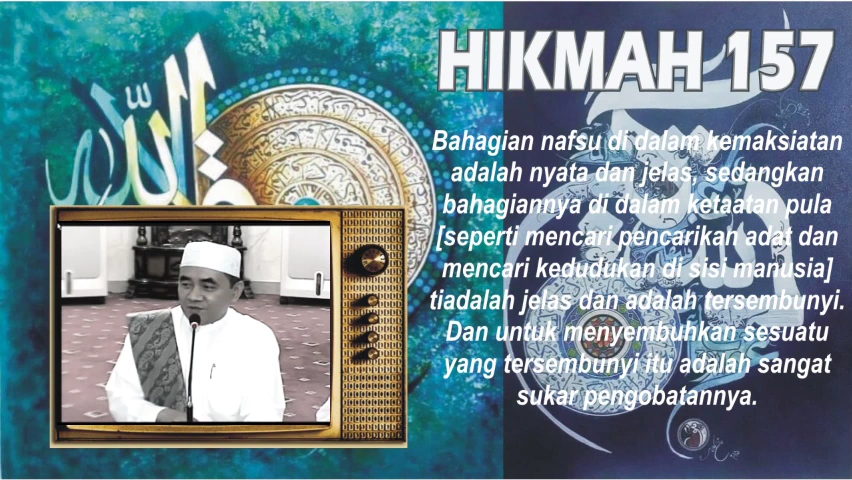 الله
HIKMAH 157
Bahagian nafsu di dalam kemaksiatan
adalah nyata dan jelas, sedangkan
bahagiannya di dalam ketaatan pula
[seperti mencari pencarikan adat dan
mencari kedudukan di sisi manusia]
tiadalah jelas dan adalah tersembunyi.
Dan untuk menyembuhkan sesuatu
yang tersembunyi itu adalah sangat
sukar pengobatannya.